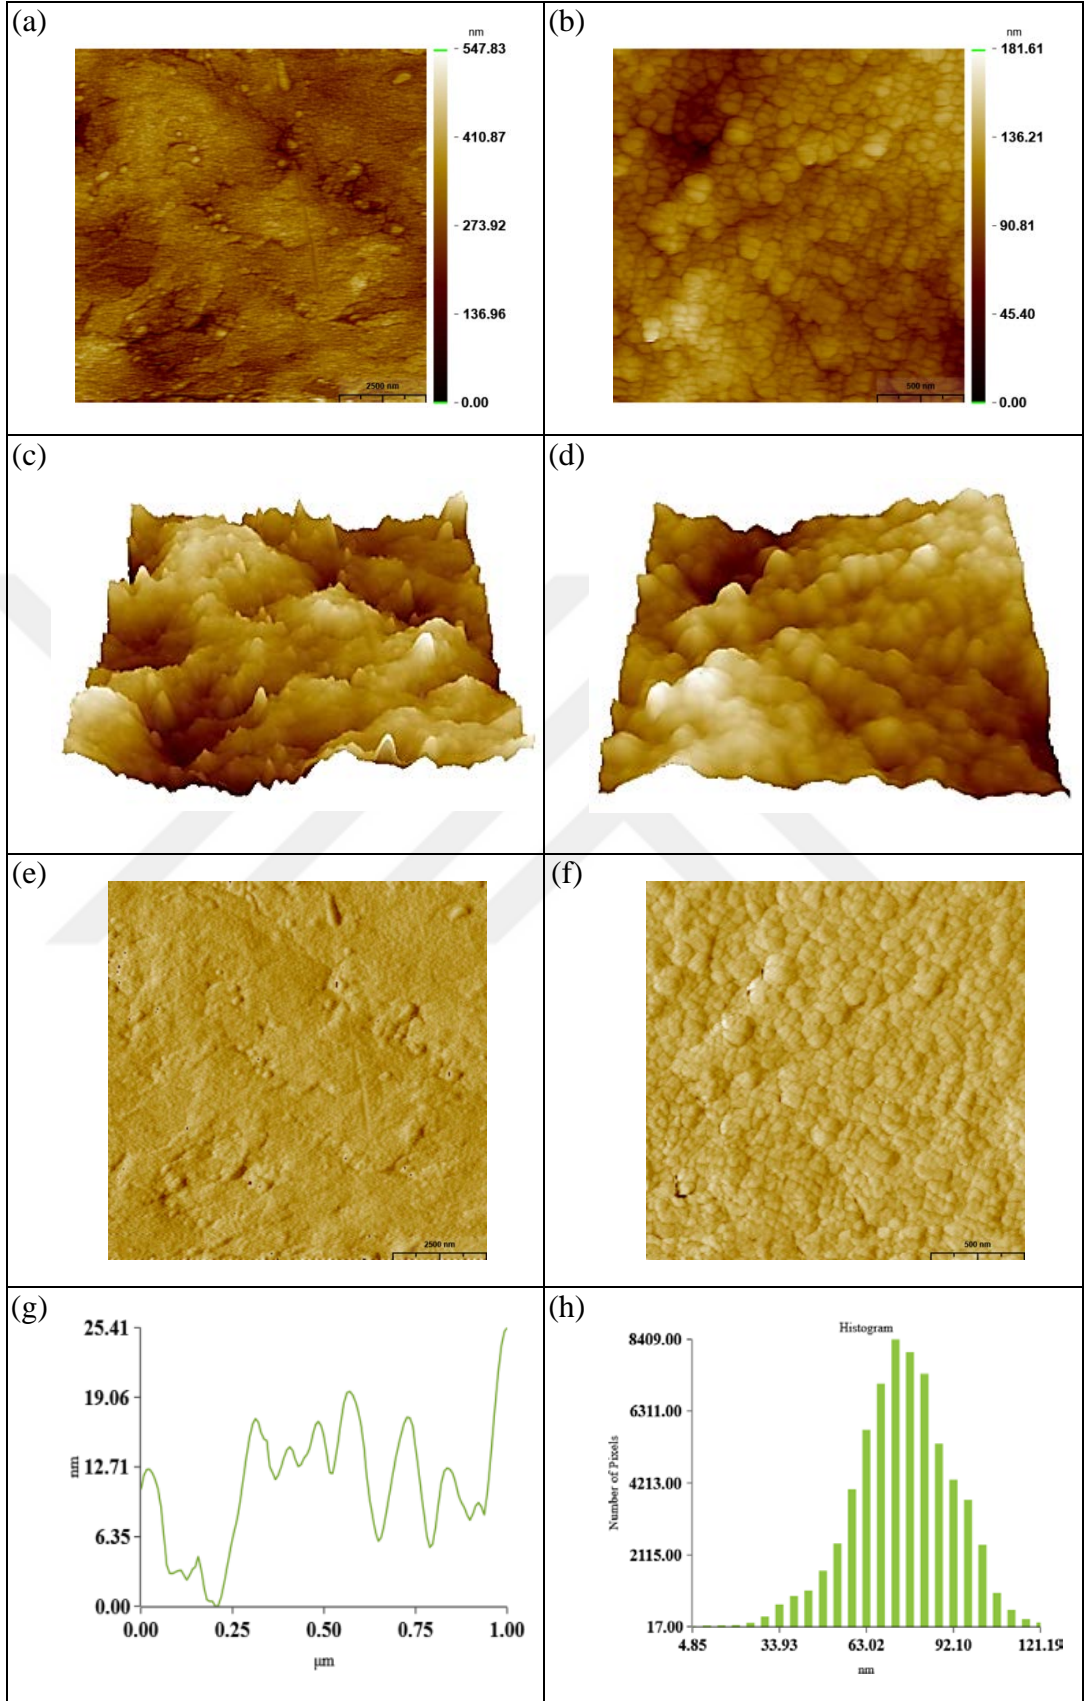 (a)
nm
547.83
410.87
273.92
136.96
0.00
2500 nm
(b)
nm
181.61
136.21
90.81
45.40
0.00
500 nm
(c)
(d)
(e)
2500 nm
(f)
500 nm
(g)
25.41
19.06
12.71
6.35
0.00
nm
0.00 0.25 0.50 0.75 1.00
μm
(h)
Histogram
8409.00
6311.00
4213.00
2115.00
17.00
Number of Pixels
4.85 33.93 63.02 92.10 121.19
nm